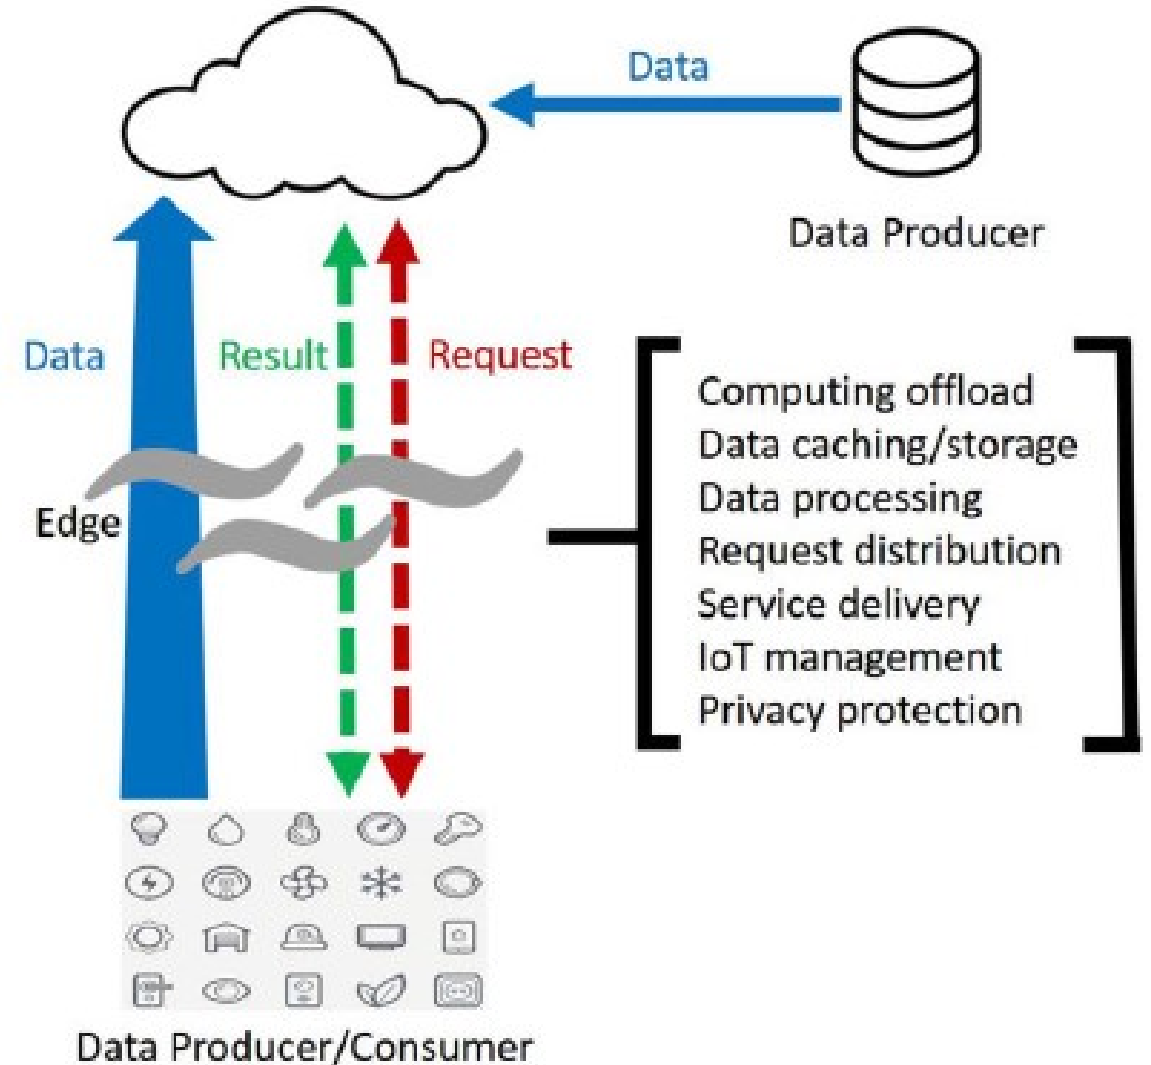 Data
Data Producer
Data
Result
Request
Edge
Computing offload
Data caching/storage
Data processing
Request distribution
Service delivery
IoT management
Privacy protection
Data Producer/Consumer